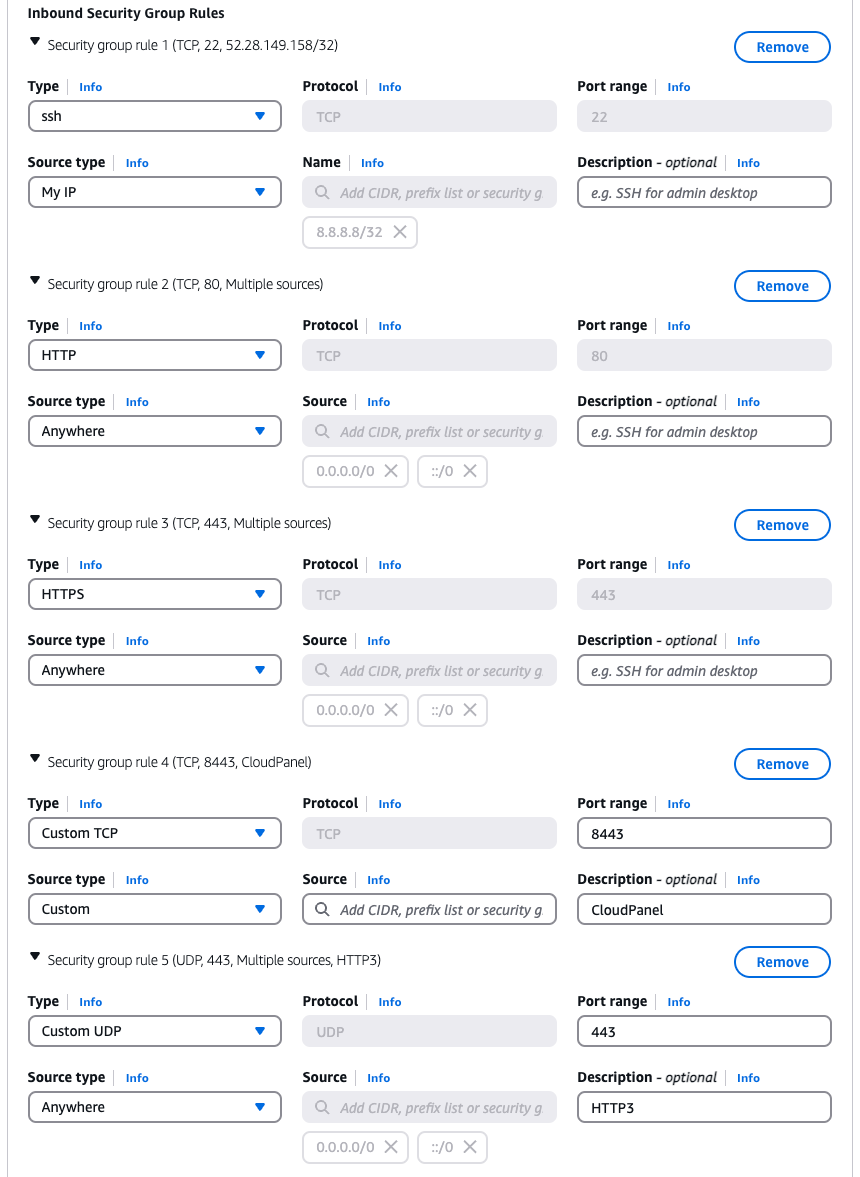 Inbound Security Group Rules
Security group rule 1 (TCP, 22, 52.28.149.158/32)
Remove
Type Info Protocol Info Port range Info
ssh TCP 22
Source type Info Name Info Description - optional Info
My IP Add CIDR, prefix list or security g e.g. SSH for admin desktop
8.8.8.8/32
Security group rule 2 (TCP, 80, Multiple sources)
Remove
Type Info Protocol Info Port range Info
HTTP TCP 80
Source type Info Source Info Description - optional Info
Anywhere Add CIDR, prefix list or security g e.g. SSH for admin desktop
0.0.0.0/0 ::/0
Security group rule 3 (TCP, 443, Multiple sources)
Remove
Type Info Protocol Info Port range Info
HTTPS TCP 443
Source type Info Source Info Description - optional Info
Anywhere Add CIDR, prefix list or security g e.g. SSH for admin desktop
0.0.0.0/0 ::/0
Security group rule 4 (TCP, 8443, CloudPanel)
Remove
Type Info Protocol Info Port range Info
Custom TCP TCP 8443
Source type Info Source Info Description - optional Info
Custom Add CIDR, prefix list or security g CloudPanel
Security group rule 5 (UDP, 443, Multiple sources, HTTP3)
Remove
Type Info Protocol Info Port range Info
Custom UDP UDP 443
Source type Info Source Info Description - optional Info
Anywhere Add CIDR, prefix list or security g HTTP3
0.0.0.0/0 ::/0